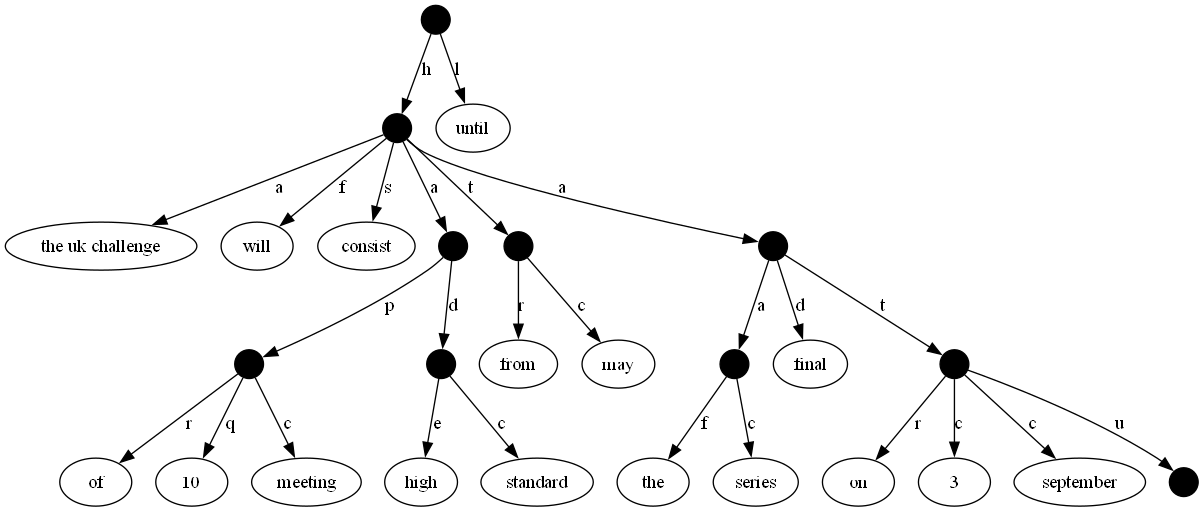 h l
until
a f s a t a
the uk challenge will consist
p d r c a d t
from may final
r q c e c f c r c c u
of 10 meeting high standard the series on 3 september